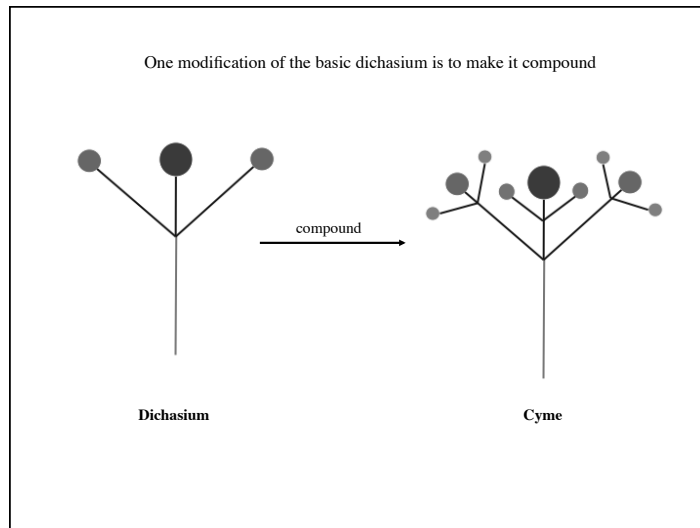 One modification of the basic dichasium is to make it compound
compound
Dichasium
Cyme